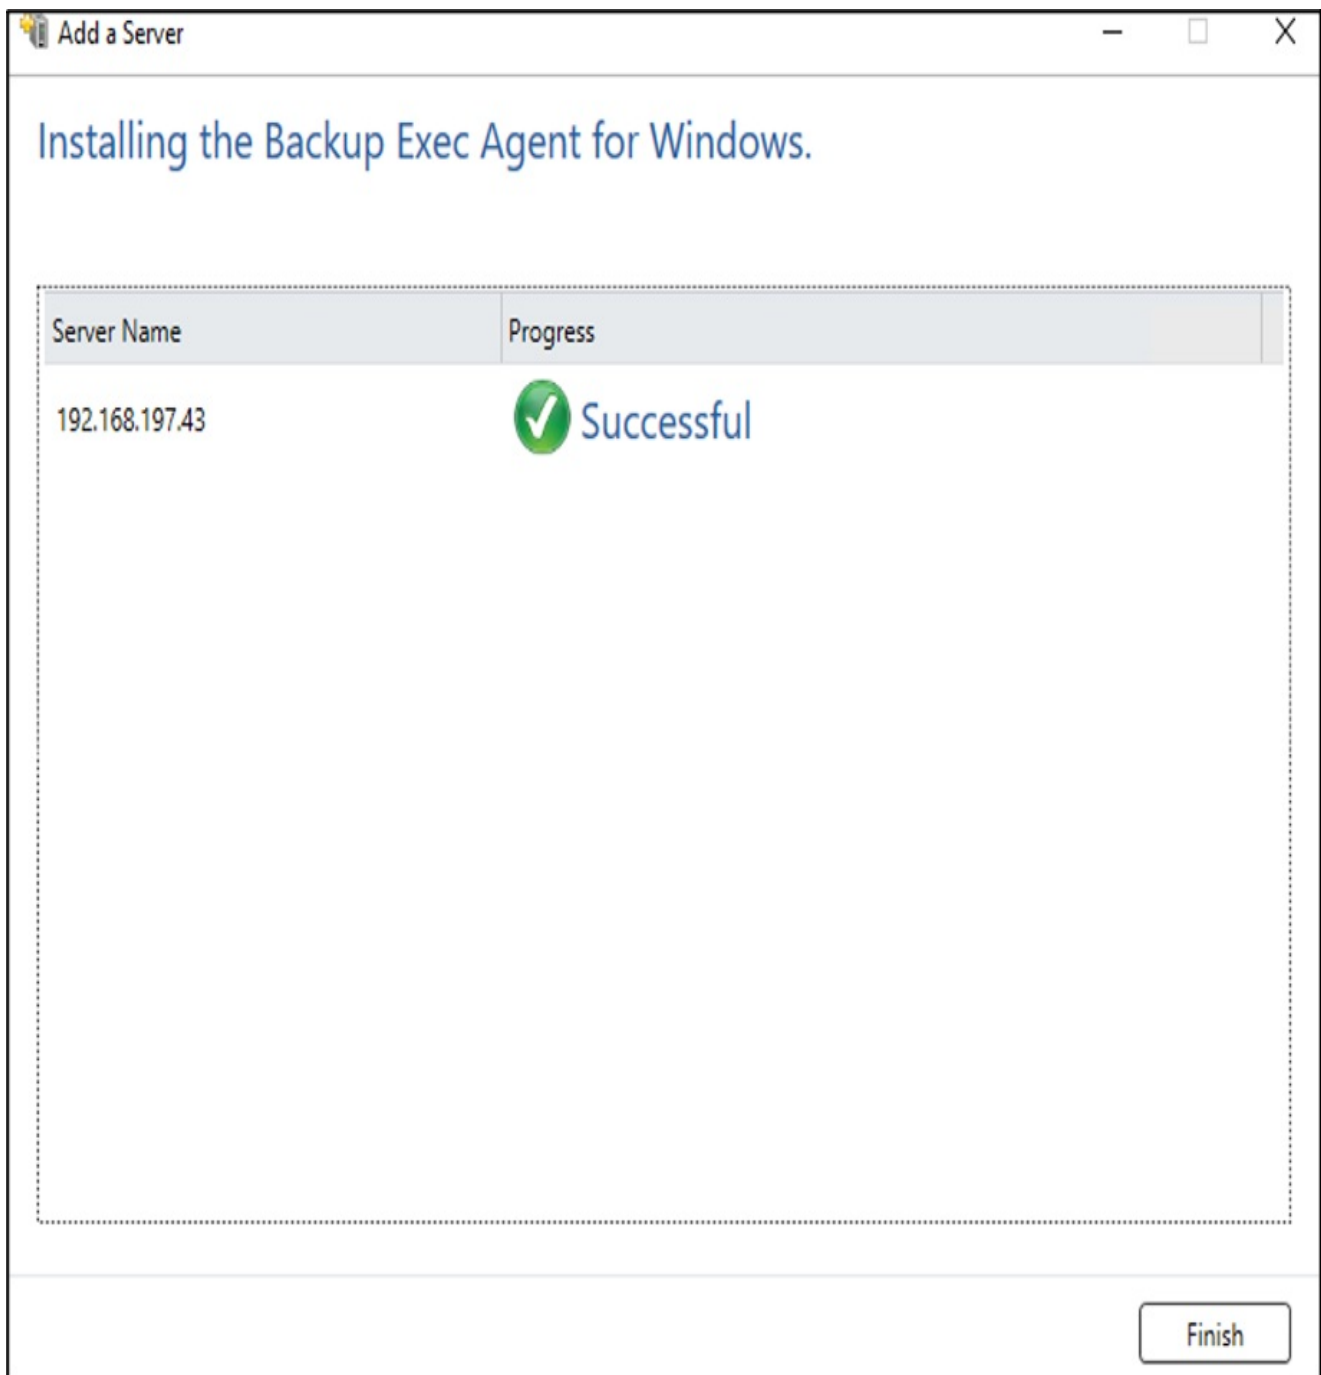 Add a Server
Installing the Backup Exec Agent for Windows.
Server Name Progress
192.168.197.43 Successful
Finish